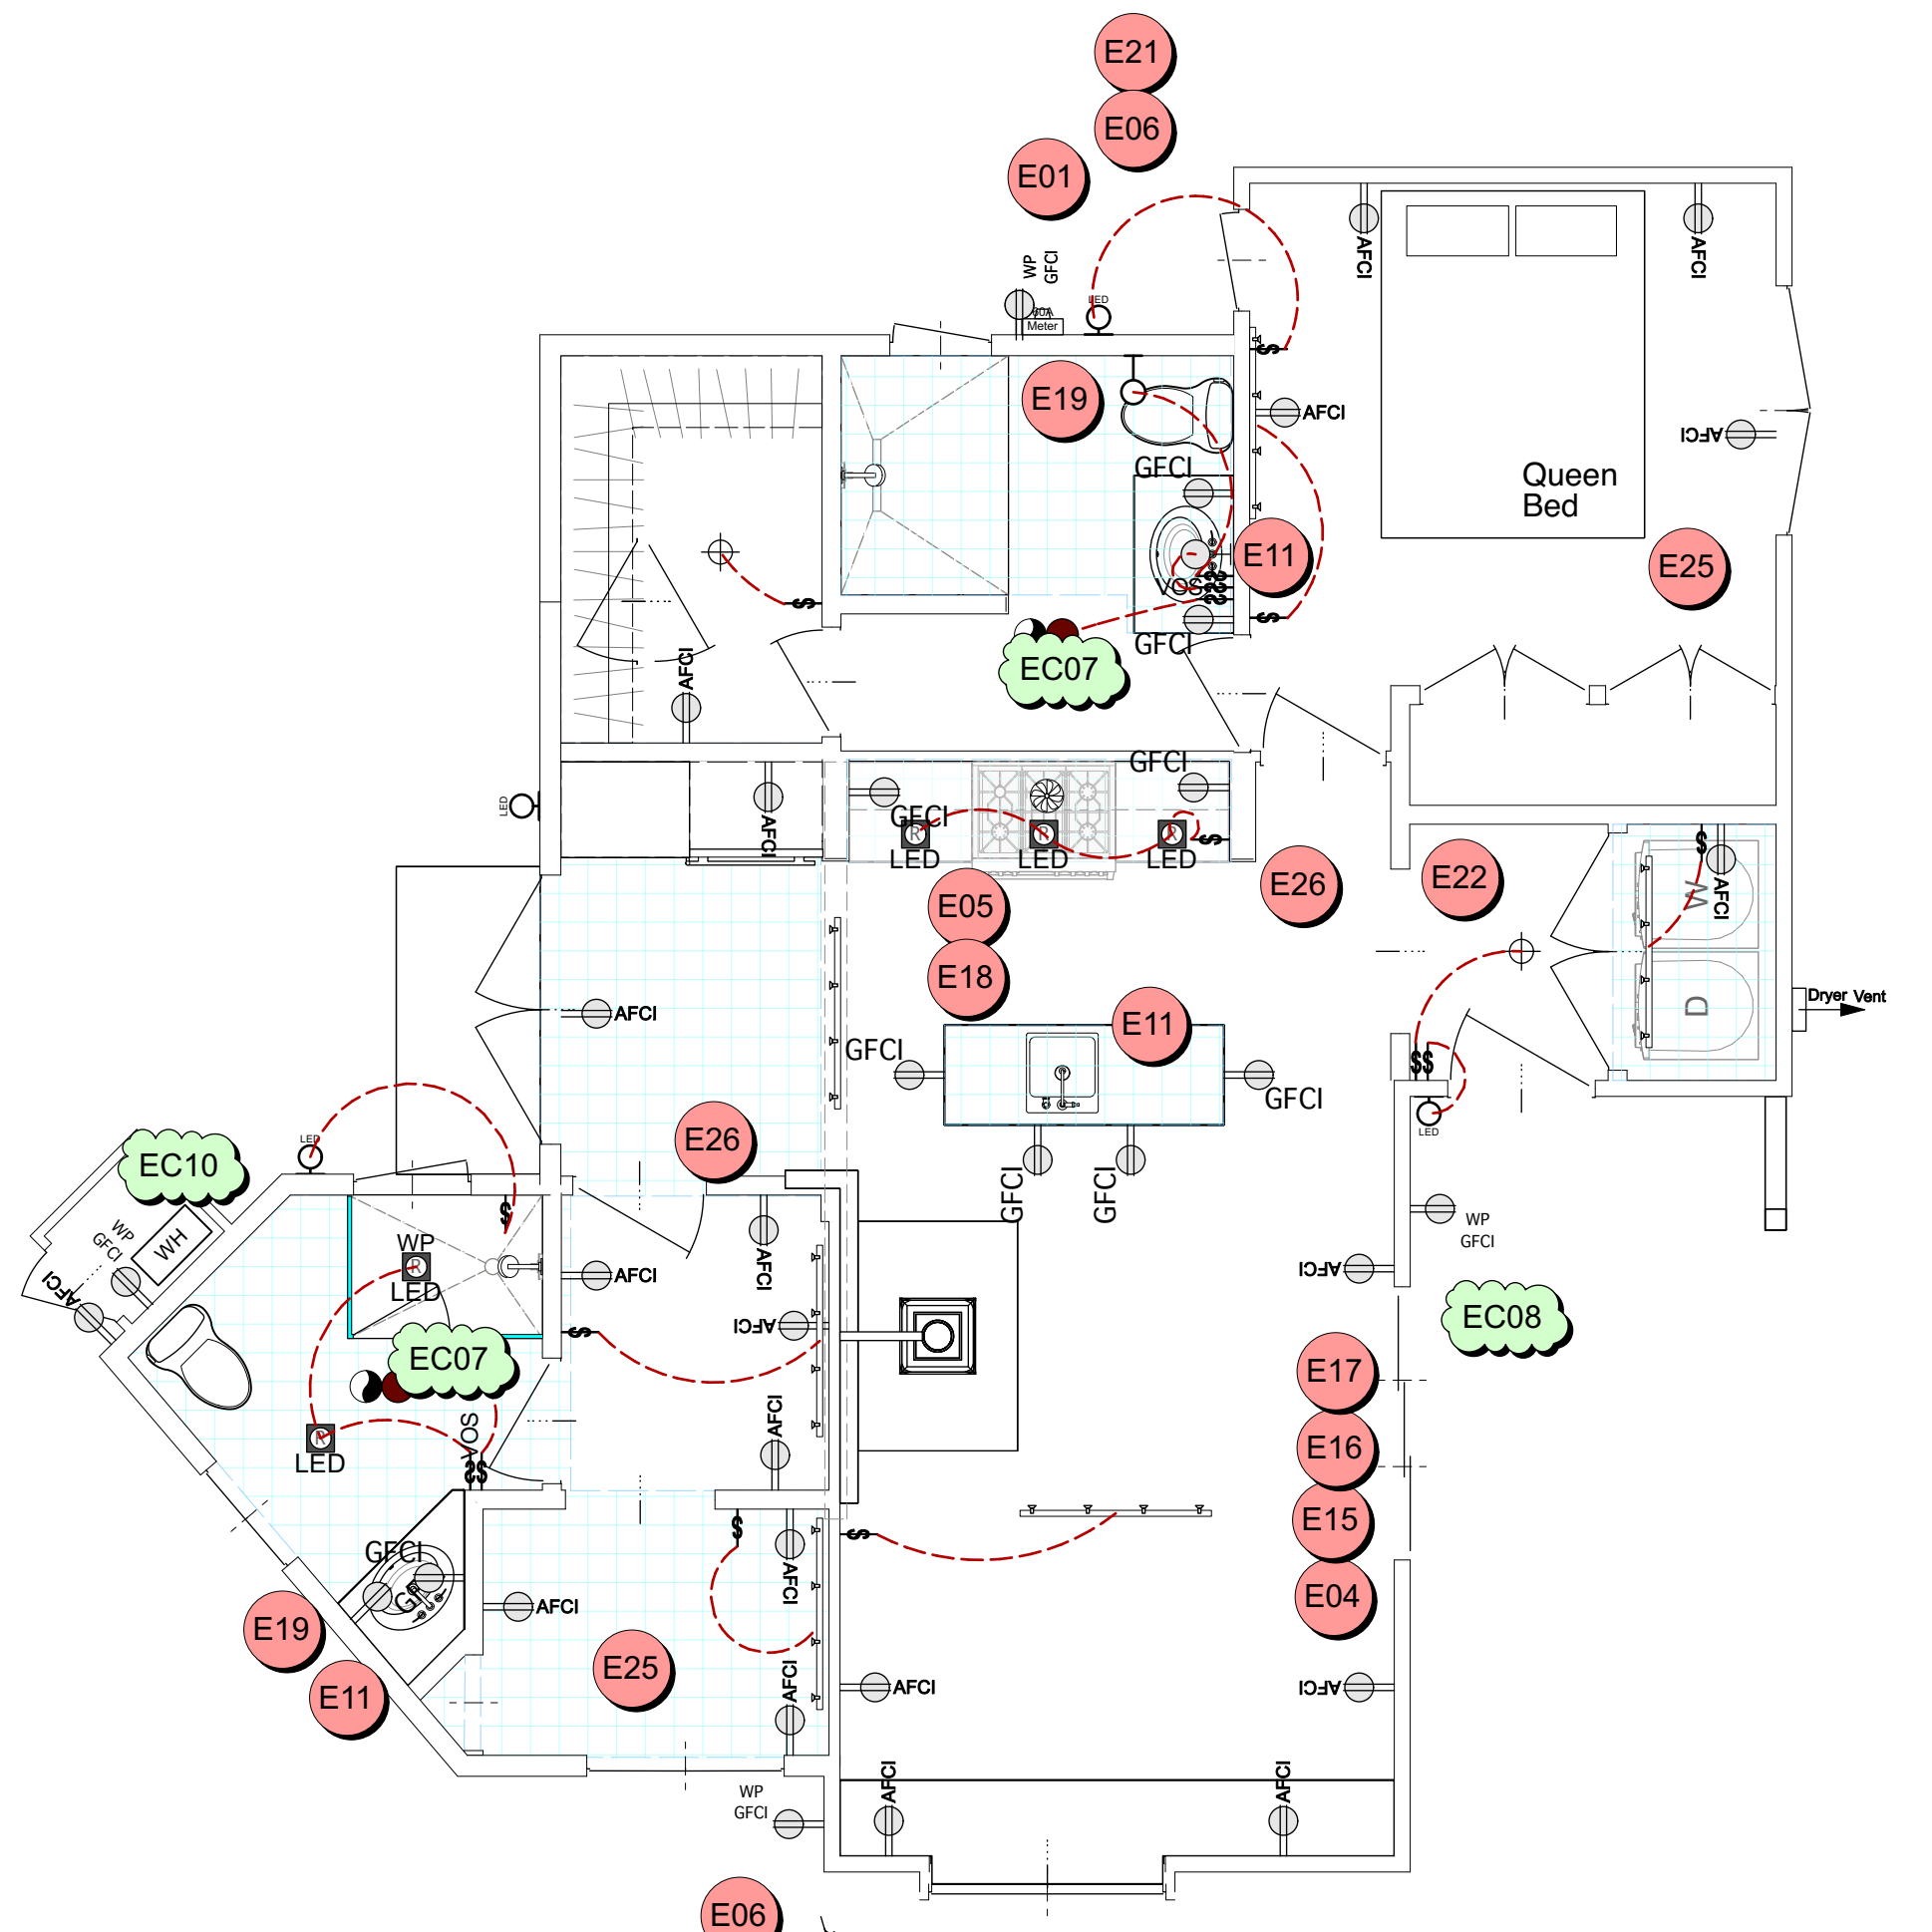 E21
E06
E01
WP
GFCI
LED
Meter
AFCI
AFCI
E19
AFCI
AFCI
GFCI
Queen
Bed
E11
E25
VOS
$
$
$
GFCI
EC07
AFCI
GFCI
LED
AFCI
GFCI
R
R
R
$
LED
LED
LED
E05
E26
E22
$
W
AFCI
E18
D
Dryer Vent
AFCI
E11
GFCI
GFCI
$$
LED
E26
LED
EC10
GFCI
GFCI
WP
GFCI
WH
WP
GFCI
$
WP
R
LED
AFCI
AFCI
AFCI
AFCI
AFCI
$
EC07
EC08
E17
AFCI
VOS
R
LED
$$
E16
E15
$
$
GFCI
AFCI
AFCI
E04
E19
E25
E11
AFCI
AFCI
AFCI
WP
GFCI
AFCI
AFCI
E06